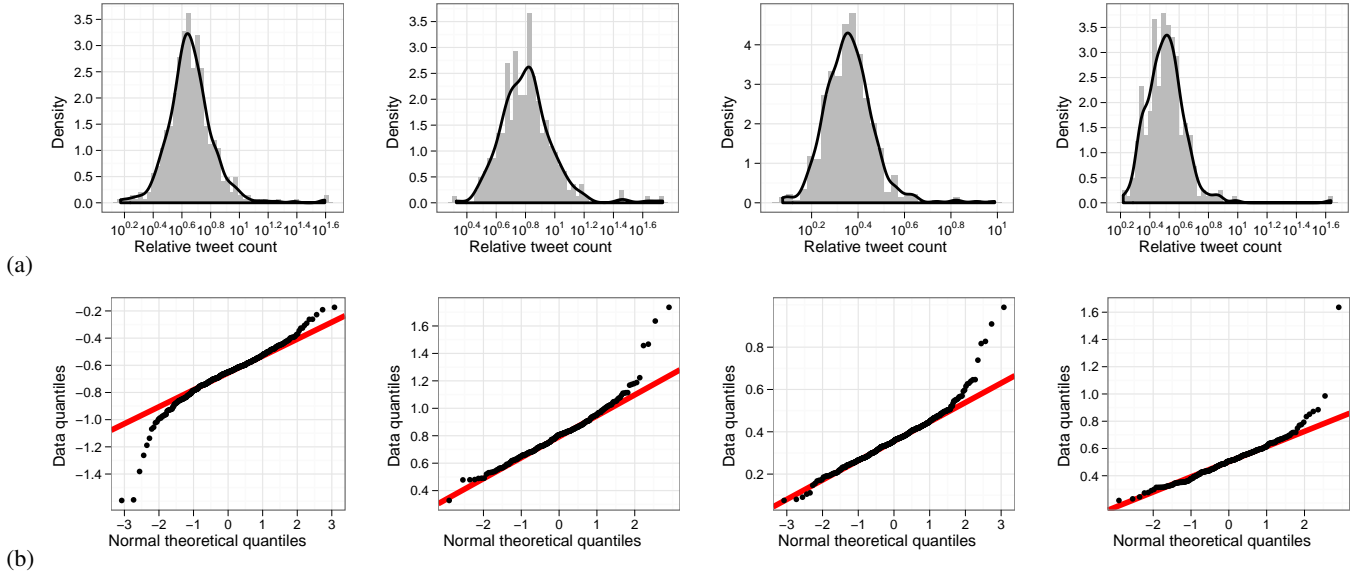 Density
3.5
3.0
2.5
2.0
1.5
1.0
0.5
0.0
10^0.2 10^0.4 10^0.6 10^0.8 10^1 10^1.2 10^1.4 10^1.6
Relative tweet count
Density
3.5
3.0
2.5
2.0
1.5
1.0
0.5
0.0
10^0.4 10^0.6 10^0.8 10^1 10^1.2 10^1.4 10^1.6
Relative tweet count
Density
4
3
2
1
0
10^0.2 10^0.4 10^0.6 10^0.8 10^1
Relative tweet count
Density
3.5
3.0
2.5
2.0
1.5
1.0
0.5
0.0
10^0.2 10^0.4 10^0.6 10^0.8 10^1 10^1.2 10^1.4 10^1.6
Relative tweet count
(a)
Data quantiles
−0.2
−0.4
−0.6
−0.8
−1.0
−1.2
−1.4
−3 −2 −1 0 1 2 3
Normal theoretical quantiles
Data quantiles
1.6
1.4
1.2
1.0
0.8
0.6
0.4
−2 −1 0 1 2
Normal theoretical quantiles
Data quantiles
0.8
0.6
0.4
0.2
−3 −2 −1 0 1 2 3
Normal theoretical quantiles
Data quantiles
1.6
1.4
1.2
1.0
0.8
0.6
0.4
0.2
−2 −1 0 1 2
Normal theoretical quantiles
(b)